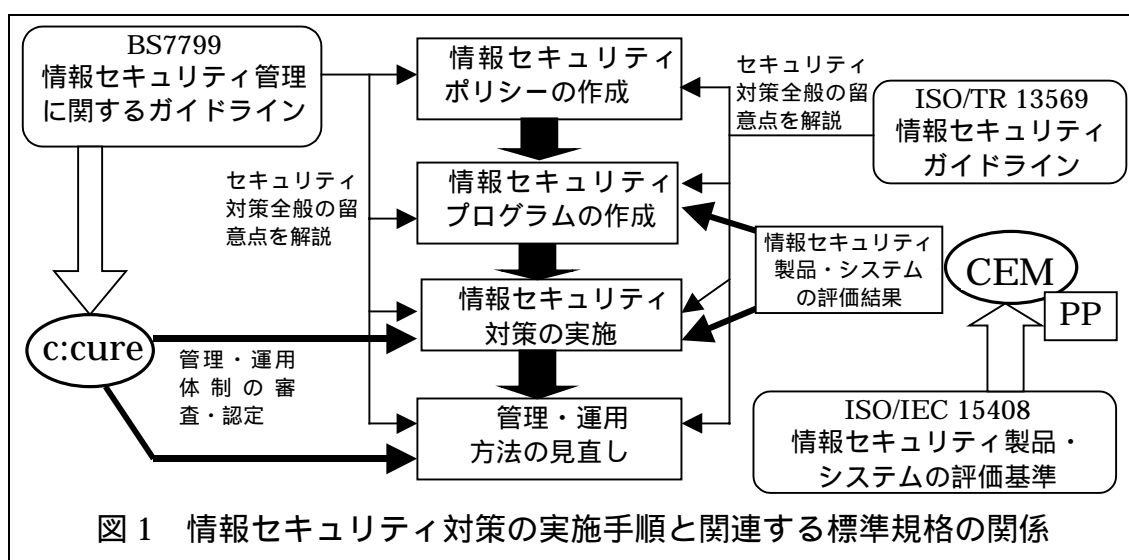 BS7799
情報セキュリティ管理
に関するガイドライン
情報セキュリティ
ポリシーの作成
セキュリティ
対策全般の留
意点を解説
ISO/TR 13569
情報セキュリティ
ガイドライン
セキュリティ
対策全般の留
意点を解説
情報セキュリティ
プログラムの作成
情報セキュリティ
製品・システム
の評価結果
CEM
PP
情報セキュリティ
対策の実施
c:cure
管理・運用
体制の審
査・認定
管理・運用
方法の見直し
ISO/IEC 15408
情報セキュリティ製品・
システムの評価基準
図 1 情報セキュリティ対策の実施手順と関連する標準規格の関係